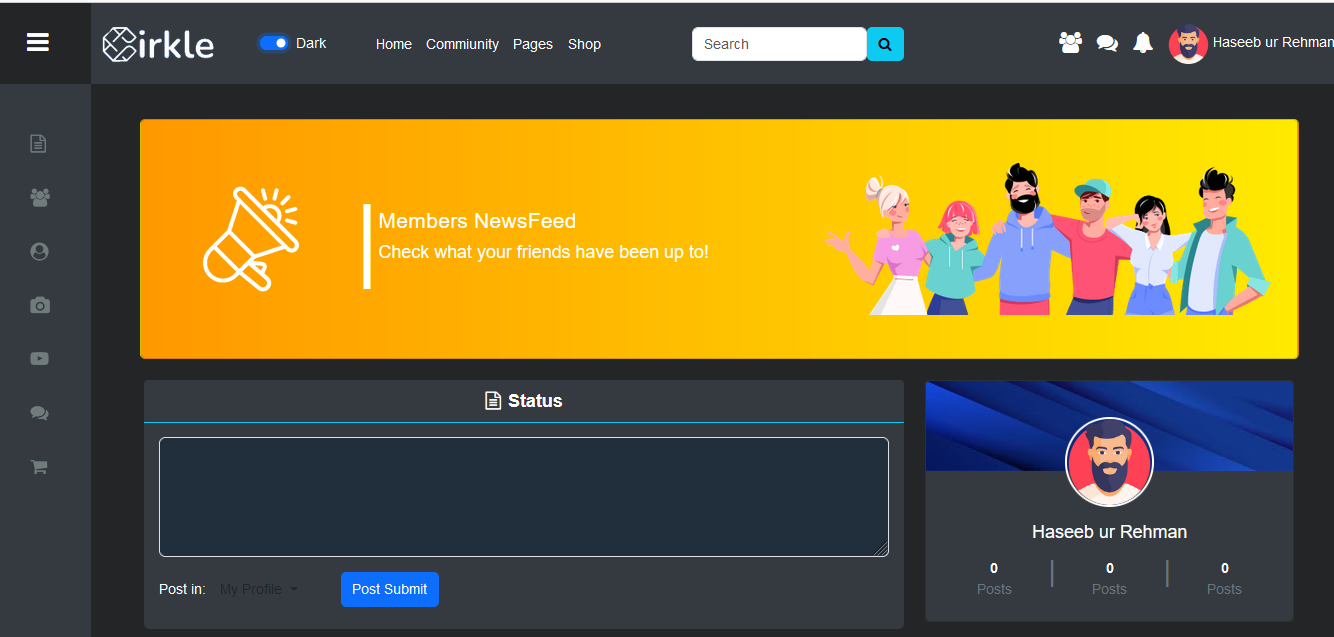 Cirkle
Dark
Home Commiunity Pages Shop
Search
Haseeb ur Rehman
Members NewsFeed
Check what your friends have been up to!
Status
Post in: My Profile
Post Submit
Haseeb ur Rehman
0 0 0
Posts Posts Posts